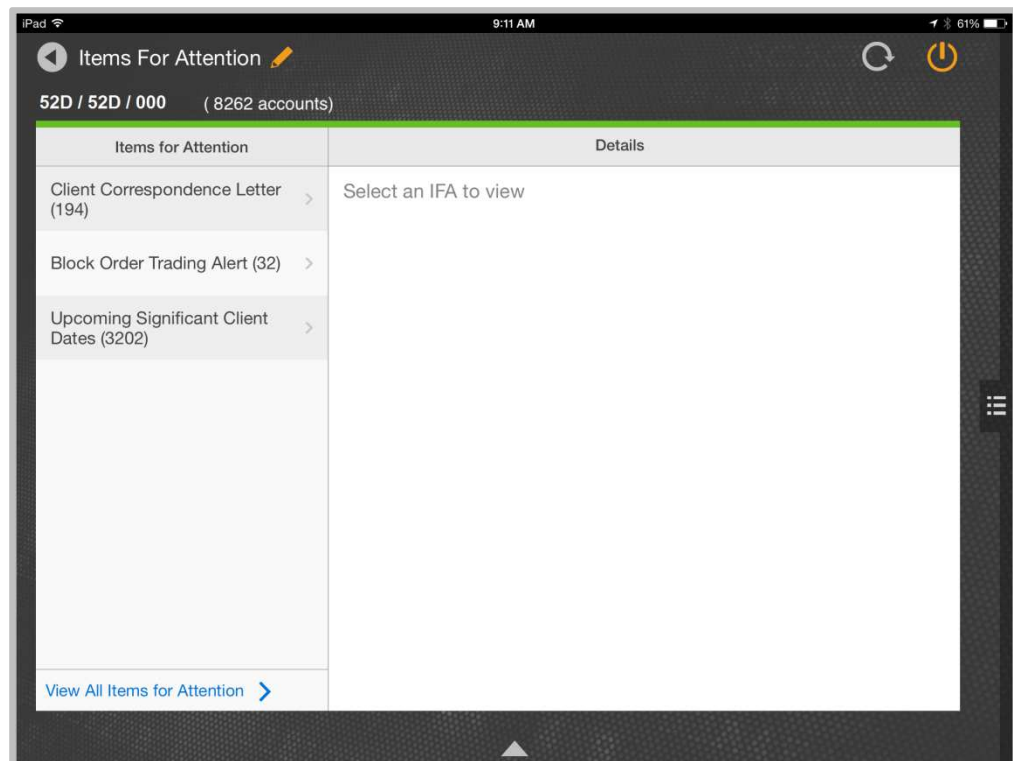 iPad 9:11 AM 61%
Items For Attention
52D / 52D / 000 ( 8262 accounts)
Items for Attention
Details
Client Correspondence Letter
(194)
Block Order Trading Alert (32)
Upcoming Significant Client
Dates (3202)
Select an IFA to view
View All Items for Attention